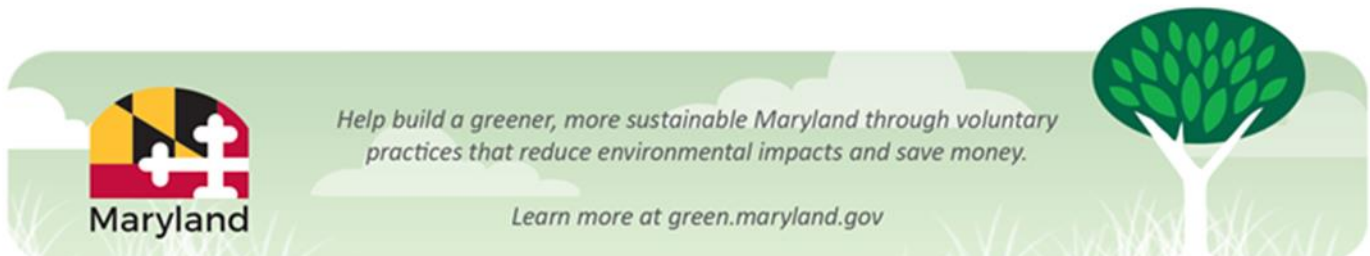 Help build a greener, more sustainable Maryland through voluntary
practices that reduce environmental impacts and save money.
Maryland
Learn more at green.maryland.gov